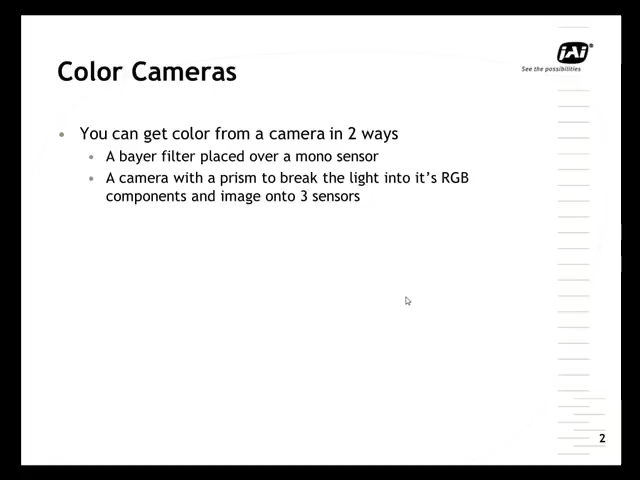 JAi®
See the possibilities
Color Cameras
• You can get color from a camera in 2 ways
• A bayer filter placed over a mono sensor
• A camera with a prism to break the light into it's RGB
components and image onto 3 sensors
2